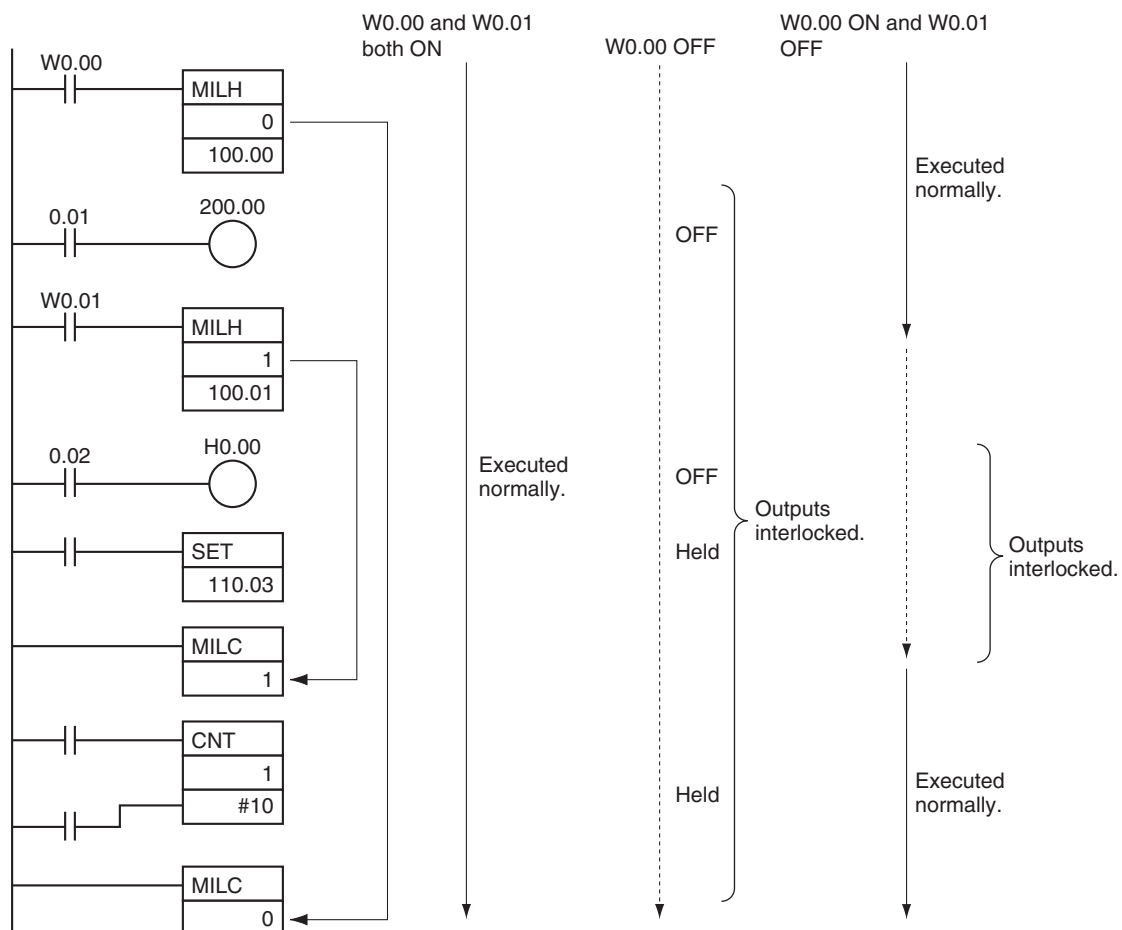 W0.00 and W0.01
both ON
W0.00 OFF
W0.00 ON and W0.01
OFF
W0.00
MILH
0
100.00
Executed
normally.
0.01
200.00
OFF
W0.01
MILH
1
100.01
0.02
H0.00
Executed
normally.
OFF
Outputs
interlocked.
SET
110.03
Held
Outputs
interlocked.
MILC
1
CNT
1
#10
Held
Executed
normally.
MILC
0